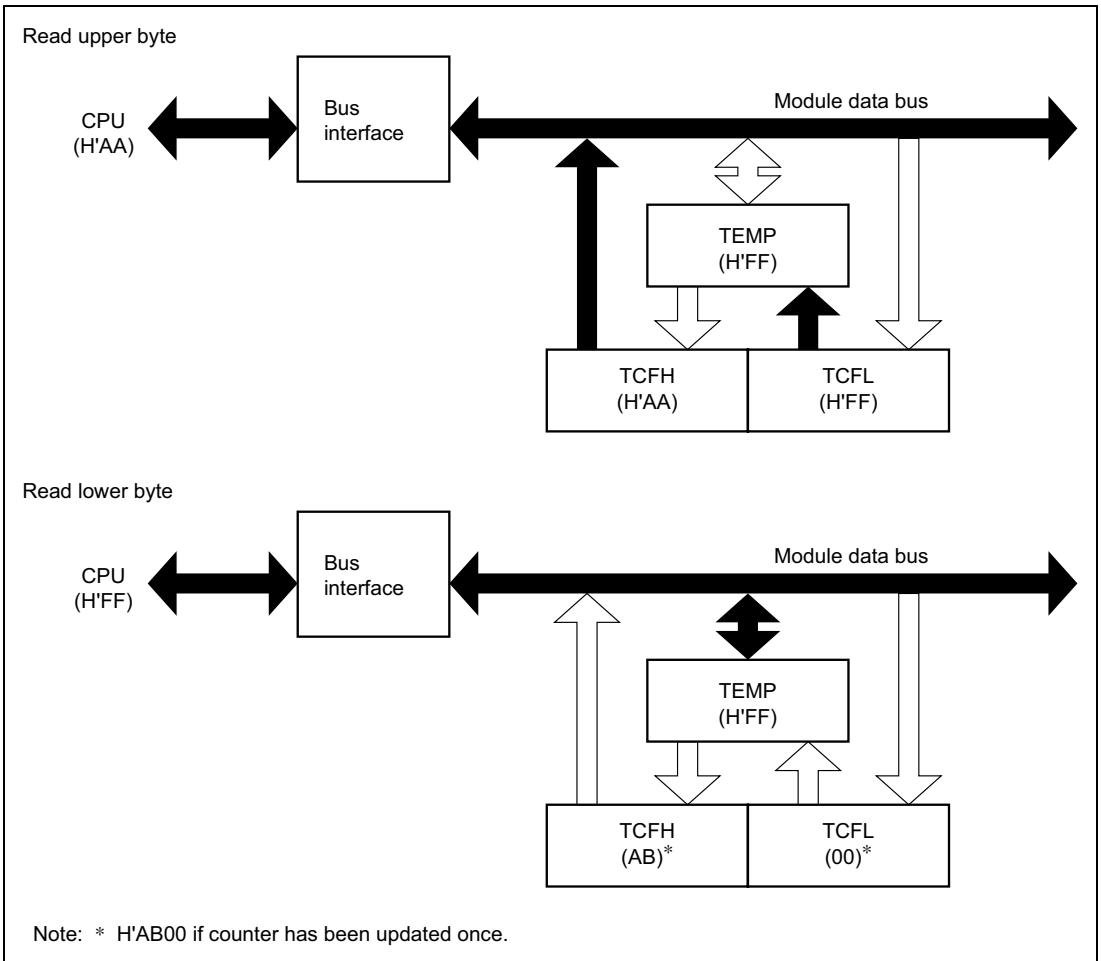 Read upper byte
CPU
(H'AA)
Bus
interface
Module data bus
TEMP
(H'FF)
TCFH
(H'AA)
TCFL
(H'FF)
Read lower byte
CPU
(H'FF)
Bus
interface
Module data bus
TEMP
(H'FF)
TCFH
(AB)*
TCFL
(00)*
Note: * H'AB00 if counter has been updated once.